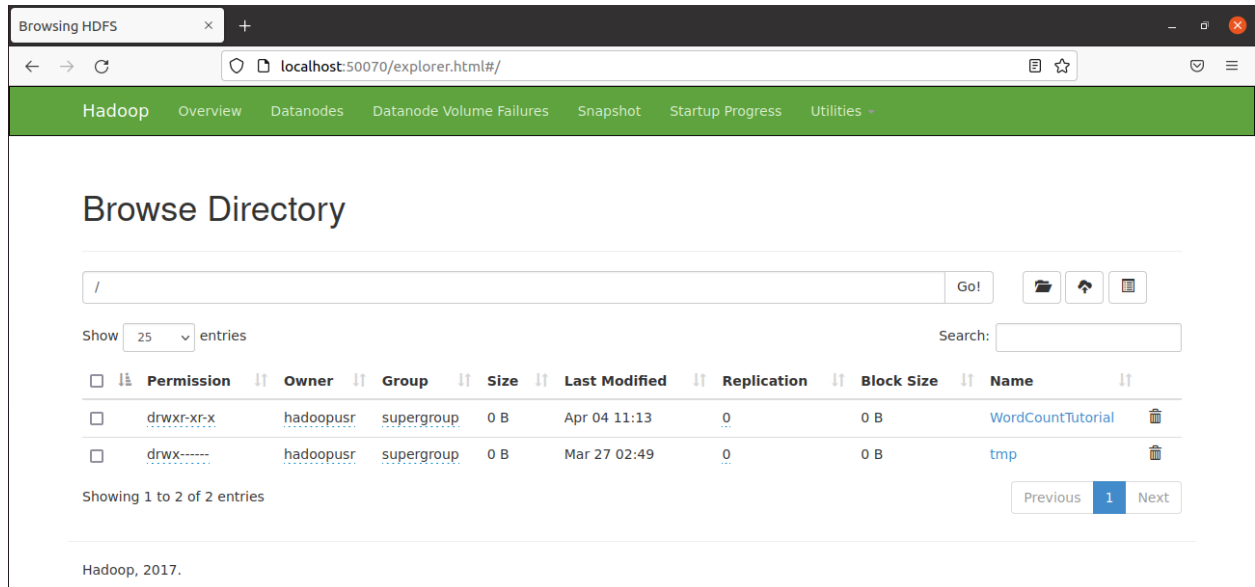 Browsing HDFS
localhost:50070/explorer.html#/
Hadoop Overview Datanodes Datanode Volume Failures Snapshot Startup Progress Utilities
Browse Directory
/ Go!
Show 25 entries Search:
Permission Owner Group Size Last Modified Replication Block Size Name
drwxr-xr-x hadoopusr supergroup 0 B Apr 04 11:13 0 0 B WordCountTutorial
drwx------ hadoopusr supergroup 0 B Mar 27 02:49 0 0 B tmp
Showing 1 to 2 of 2 entries Previous 1 Next
Hadoop, 2017.